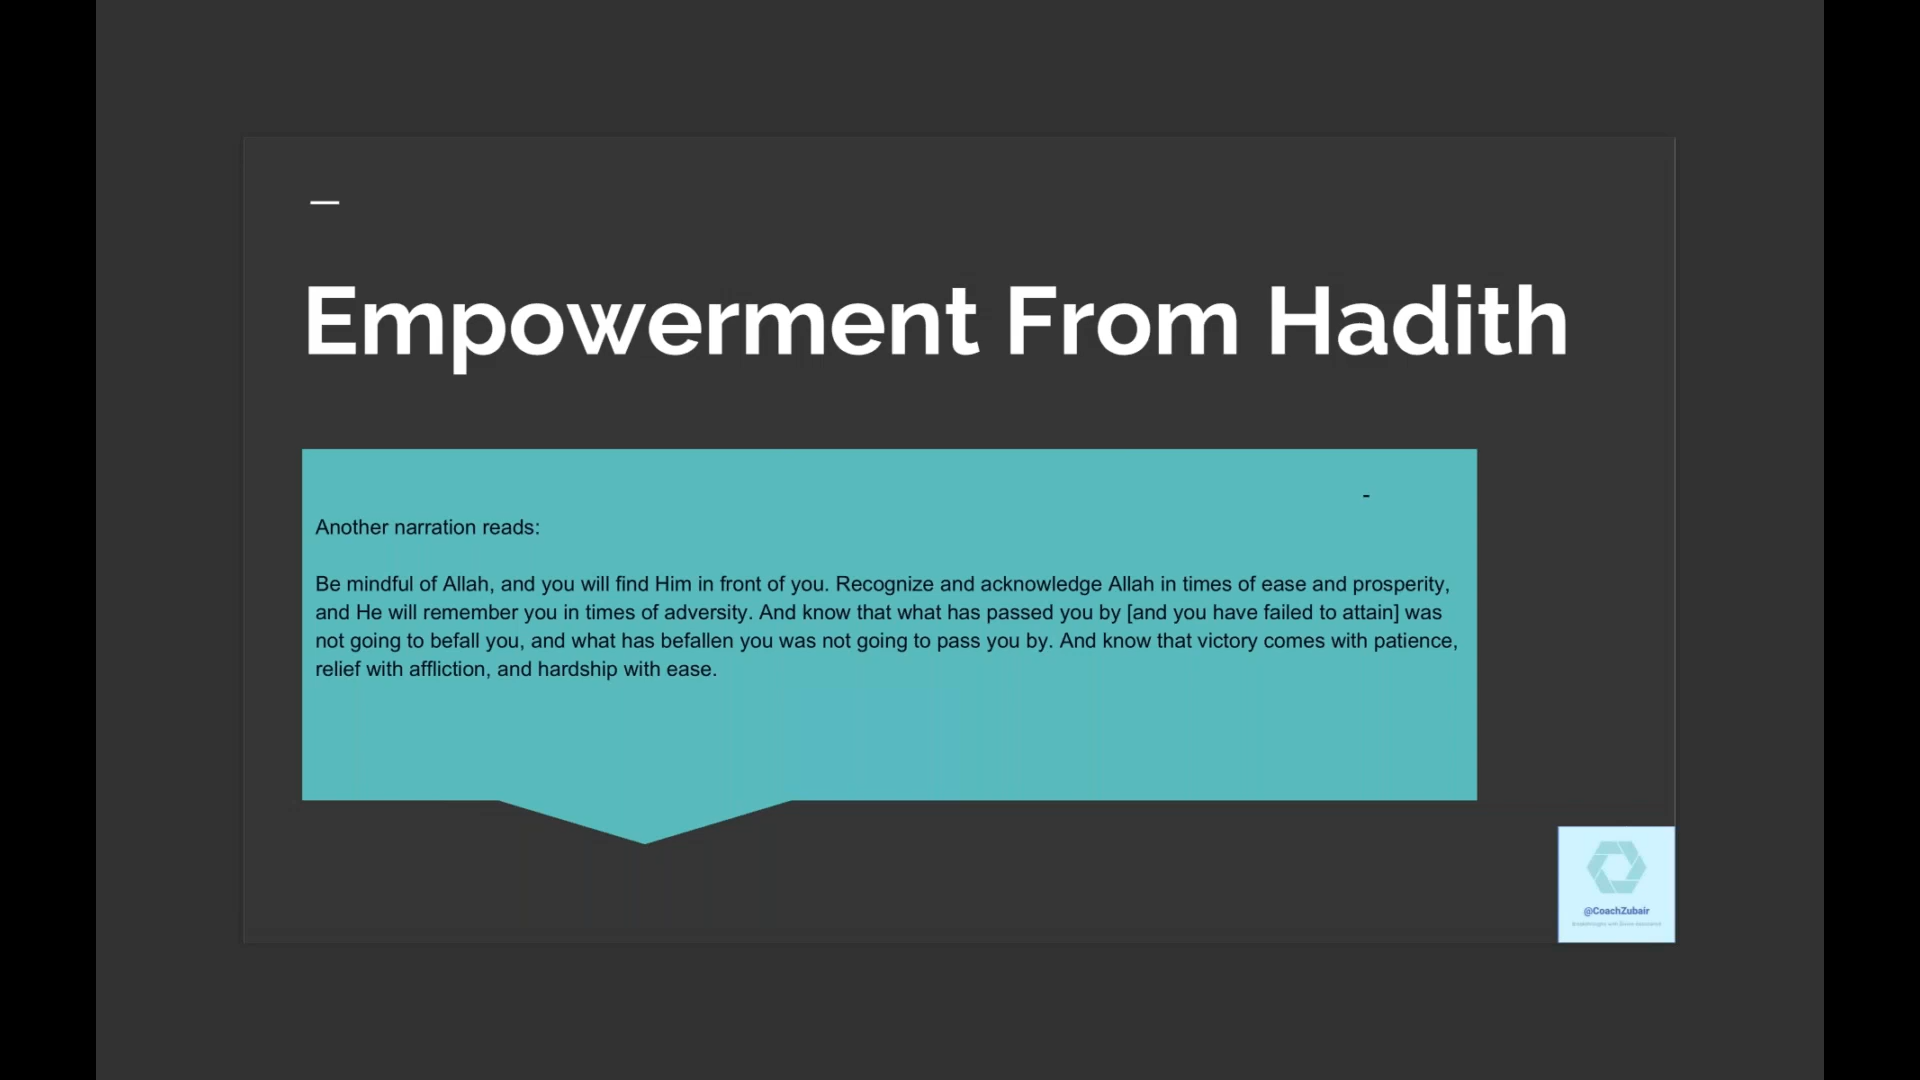 Empowerment From Hadith
-
Another narration reads:
Be mindful of Allah, and you will find Him in front of you. Recognize and acknowledge Allah in times of ease and prosperity,
and He will remember you in times of adversity. And know that what has passed you by [and you have failed to attain] was
not going to befall you, and what has befallen you was not going to pass you by. And know that victory comes with patience,
relief with affliction, and hardship with ease.
@CoachZubair